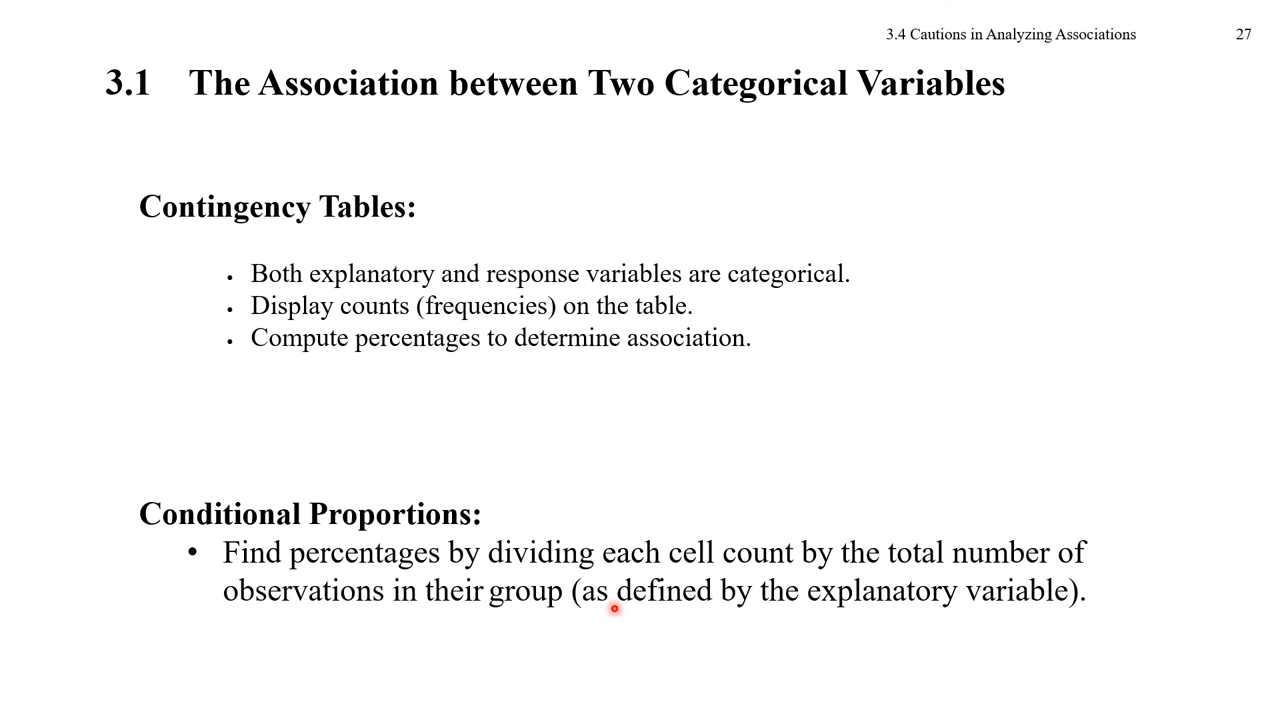 3.4 Cautions in Analyzing Associations 27
3.1 The Association between Two Categorical Variables
Contingency Tables:
• Both explanatory and response variables are categorical.
• Display counts (frequencies) on the table.
• Compute percentages to determine association.
Conditional Proportions:
• Find percentages by dividing each cell count by the total number of
observations in their group (as defined by the explanatory variable).